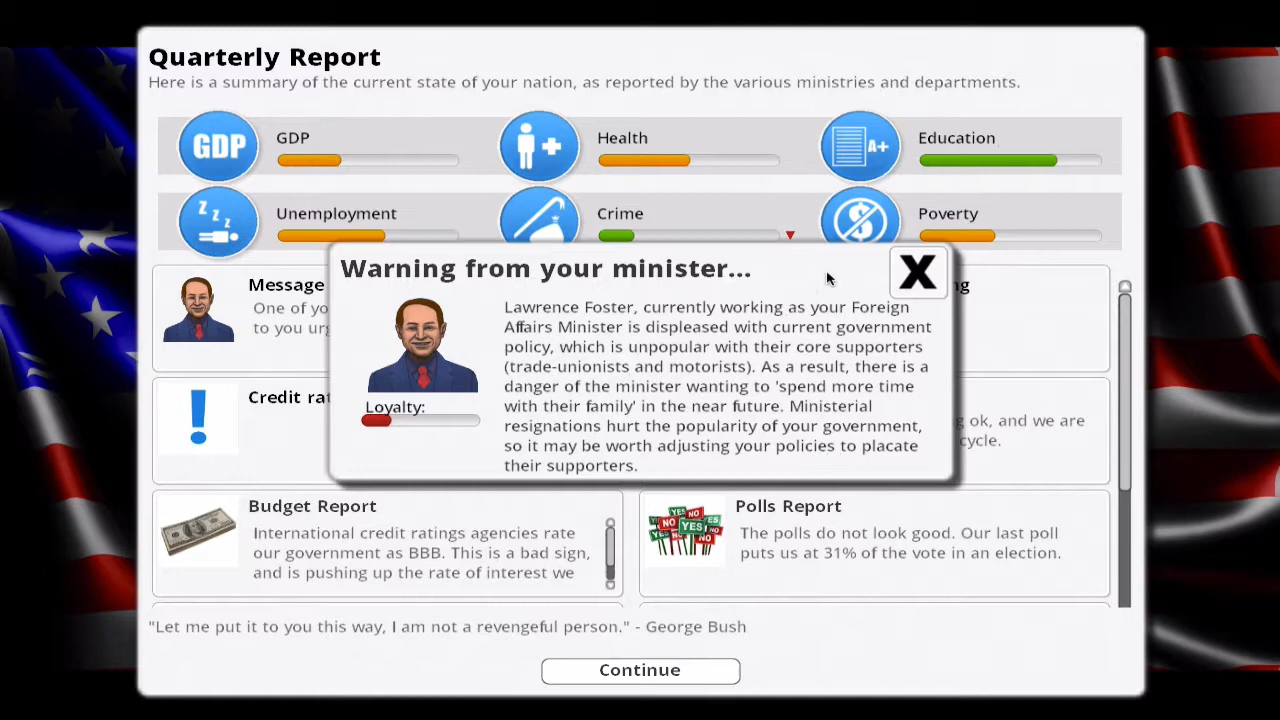 Quarterly Report
Here is a summary of the current state of your nation, as reported by the various ministries and departments.
GDP
GDP
Health
A+
Education
Z Z Z
Unemployment
Crime
$
Poverty
Warning from your minister...
X
Lawrence Foster, currently working as your Foreign
Affairs Minister is displeased with current government
policy, which is unpopular with their core supporters
(trade-unionists and motorists). As a result, there is a
danger of the minister wanting to 'spend more time
with their family' in the near future. Ministerial
resignations hurt the popularity of your government,
so it may be worth adjusting your policies to placate
their supporters.
Loyalty:
Message
One of yo
to you urg
ng
Credit rat
g ok, and we are
cycle.
Budget Report
International credit ratings agencies rate
our government as BBB. This is a bad sign,
and is pushing up the rate of interest we
YES
NO
YES
NO
YES
NO
Polls Report
The polls do not look good. Our last poll
puts us at 31% of the vote in an election.
"Let me put it to you this way, I am not a revengeful person." - George Bush
Continue